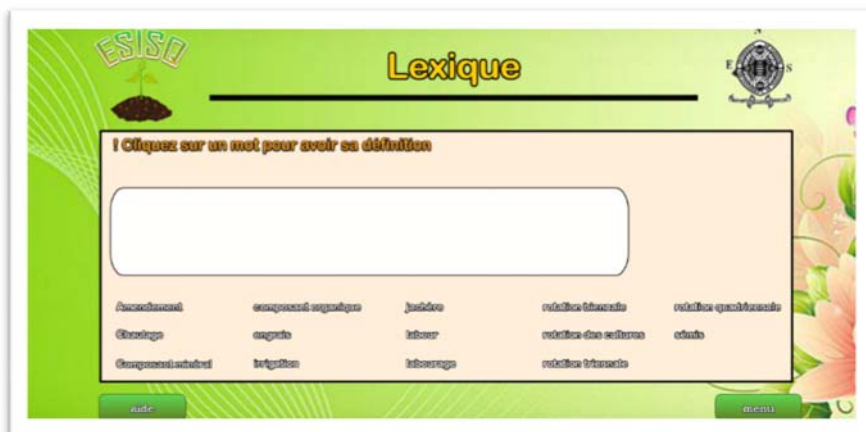 ESISQ
Lexique
N
E S
! Cliquez sur un mot pour avoir sa définition
Amendement composant organique jachère rotation biennale rotation quadriennale
Chaulage engrais labour rotation des cultures sémis
Composant minéral irrigation labourage rotation triennale
aide menu